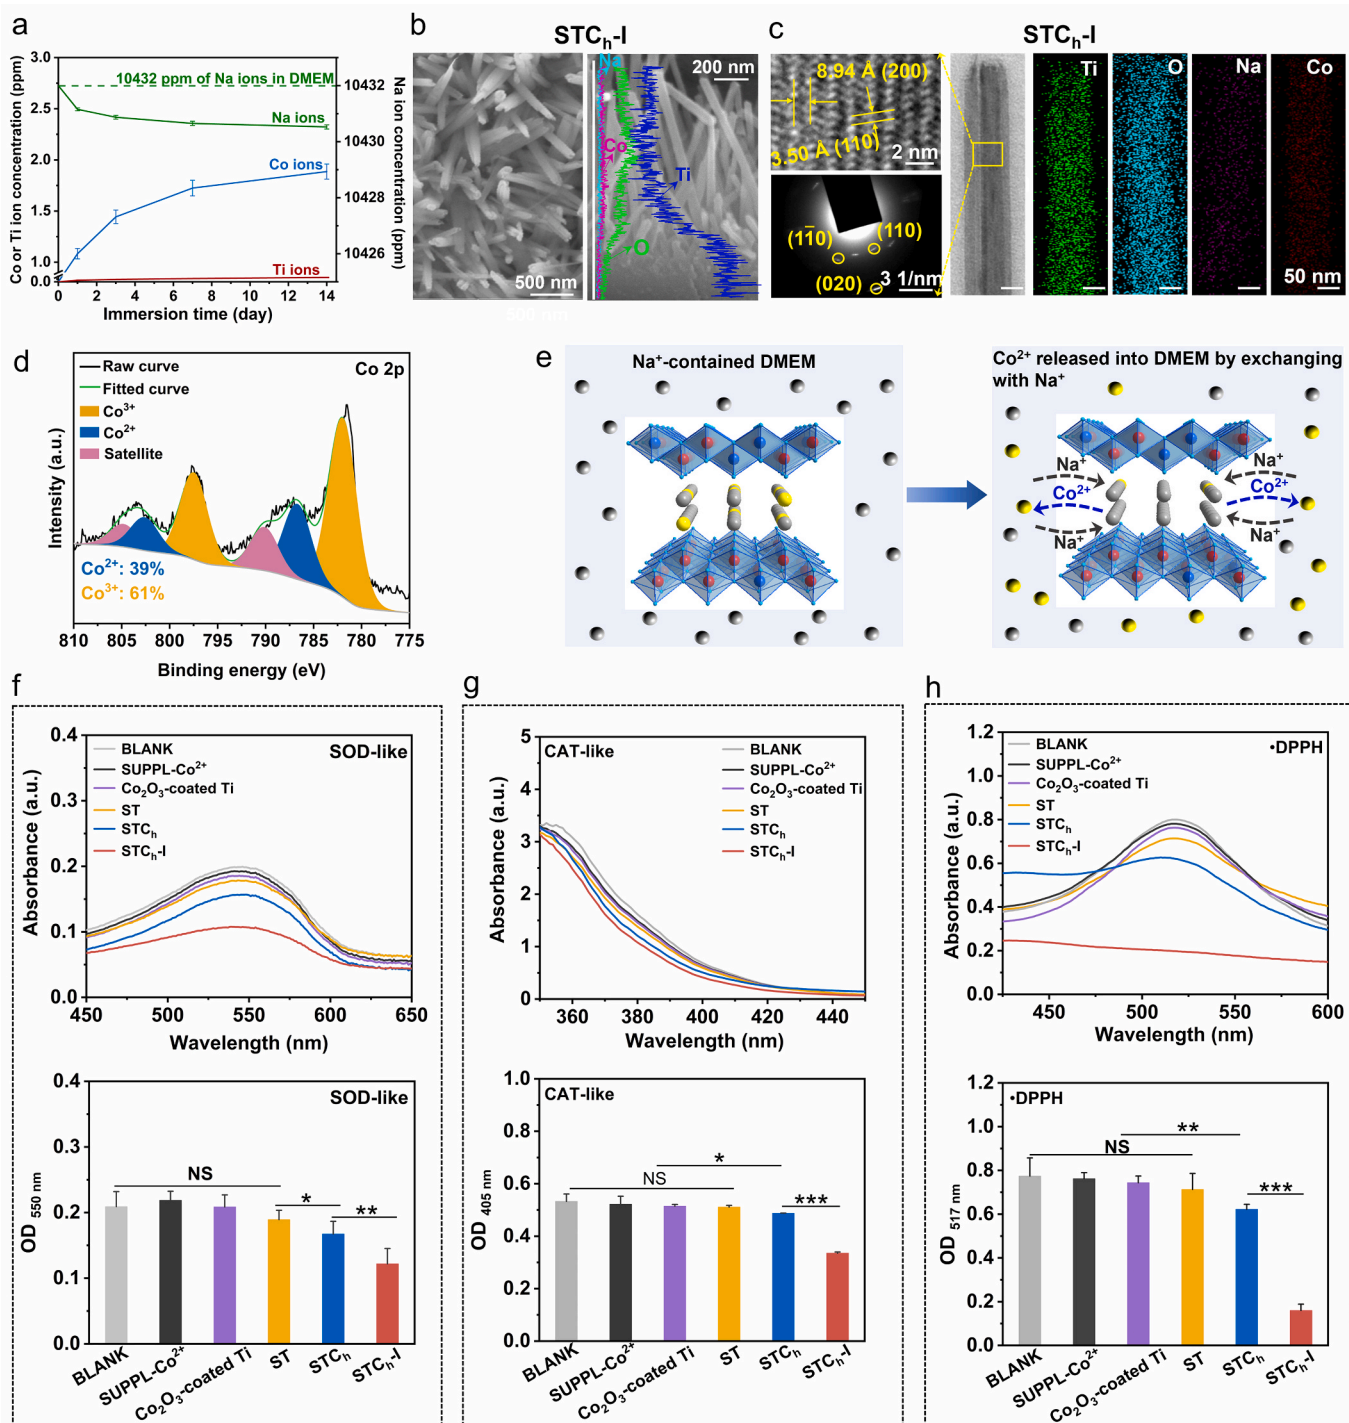 a
Co or Ti ion concentration (ppm)
3.0
2.5
2.0
1.5
1.0
0.0
10432 ppm of Na ions in DMEM
Na ions
Co ions
Ti ions
10432
10430
10428
10426
Na ion concentration (ppm)
0 2 4 6 8 10 12 14
Immersion time (day)
b
STCₕ-I
500 nm
Na
Co
Ti
O
200 nm
c
STCₕ-I
8.94 Å (200)
3.50 Å (110)
2 nm
(11̄0)
(110)
(020)
3 1/nm
Ti
O
Na
Co
50 nm
d
Raw curve
Fitted curve
Co³⁺
Co²⁺
Satellite
Co 2p
Intensity (a.u.)
Co²⁺: 39%
Co³⁺: 61%
810 805 800 795 790 785 780 775
Binding energy (eV)
e
Na⁺-contained DMEM
Co²⁺ released into DMEM by exchanging
with Na⁺
Na⁺
Na⁺
Co²⁺
Co²⁺
Na⁺
Na⁺
f
SOD-like
BLANK
SUPPL-Co²⁺
Co₂O₃-coated Ti
ST
STCₕ
STCₕ-I
Absorbance (a.u.)
0.4
0.3
0.2
0.1
0.0
450 500 550 600 650
Wavelength (nm)
SOD-like
OD 550 nm
0.4
0.3
0.2
0.1
0.0
NS
*
**
BLANK
SUPPL-Co²⁺
Co₂O₃-coated Ti
ST
STCₕ
STCₕ-I
g
CAT-like
BLANK
SUPPL-Co²⁺
Co₂O₃-coated Ti
ST
STCₕ
STCₕ-I
Absorbance (a.u.)
5
4
3
2
1
0
360 380 400 420 440
Wavelength (nm)
CAT-like
OD 405 nm
1.0
0.8
0.6
0.4
0.2
0.0
NS
*
***
BLANK
SUPPL-Co²⁺
Co₂O₃-coated Ti
ST
STCₕ
STCₕ-I
h
•DPPH
BLANK
SUPPL-Co²⁺
Co₂O₃-coated Ti
ST
STCₕ
STCₕ-I
Absorbance (a.u.)
1.2
1.0
0.8
0.6
0.4
0.2
0.0
450 500 550 600
Wavelength (nm)
•DPPH
OD 517 nm
1.2
1.0
0.8
0.6
0.4
0.2
0.0
NS
**
***
BLANK
SUPPL-Co²⁺
Co₂O₃-coated Ti
ST
STCₕ
STCₕ-I